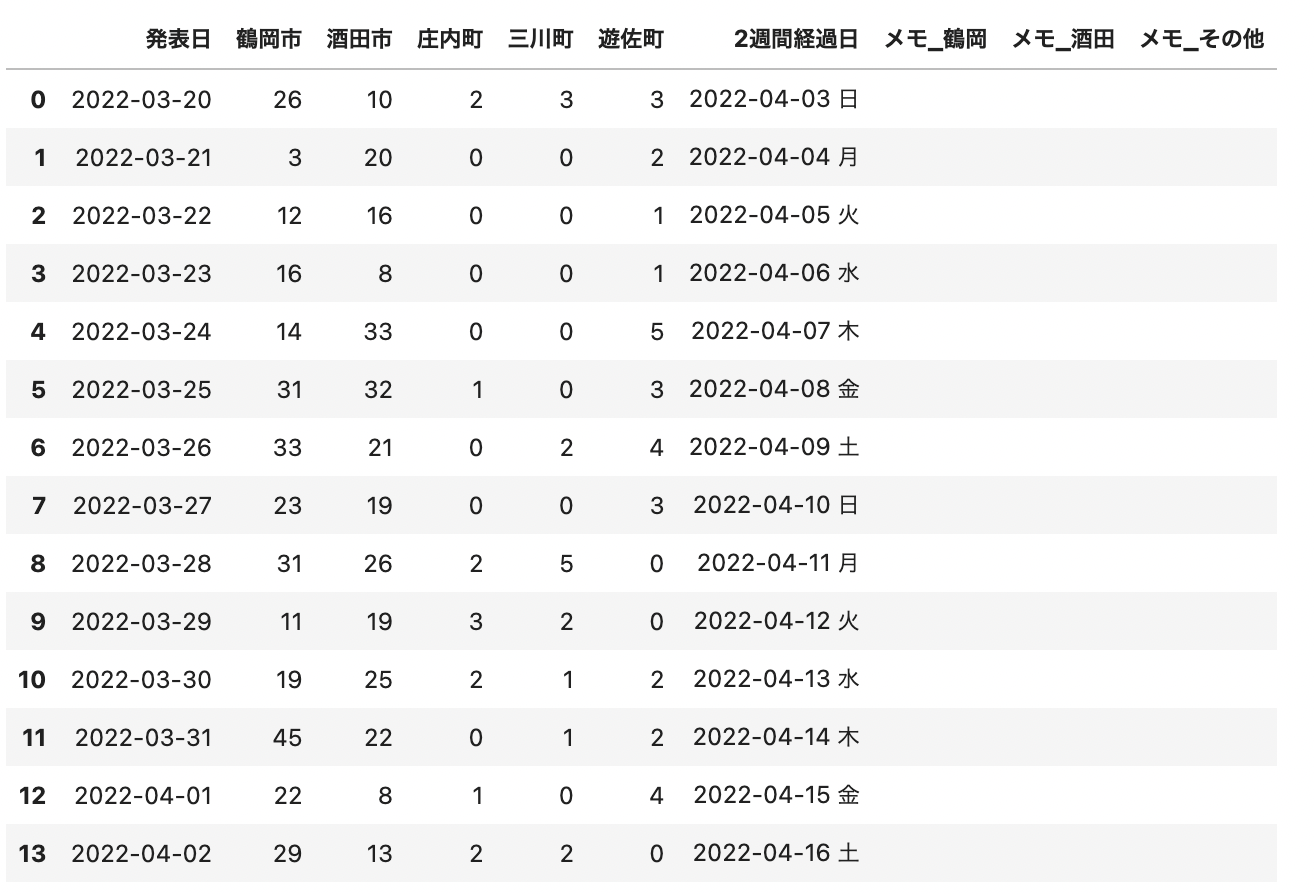 発表日 鶴岡市 酒田市 庄内町 三川町 遊佐町 2週間経過日 メモ_鶴岡 メモ_酒田 メモ_その他
0 2022-03-20 26 10 2 3 3 2022-04-03 日
1 2022-03-21 3 20 0 0 2 2022-04-04 月
2 2022-03-22 12 16 0 0 1 2022-04-05 火
3 2022-03-23 16 8 0 0 1 2022-04-06 水
4 2022-03-24 14 33 0 0 5 2022-04-07 木
5 2022-03-25 31 32 1 0 3 2022-04-08 金
6 2022-03-26 33 21 0 2 4 2022-04-09 土
7 2022-03-27 23 19 0 0 3 2022-04-10 日
8 2022-03-28 31 26 2 5 0 2022-04-11 月
9 2022-03-29 11 19 3 2 0 2022-04-12 火
10 2022-03-30 19 25 2 1 2 2022-04-13 水
11 2022-03-31 45 22 0 1 2 2022-04-14 木
12 2022-04-01 22 8 1 0 4 2022-04-15 金
13 2022-04-02 29 13 2 2 0 2022-04-16 土